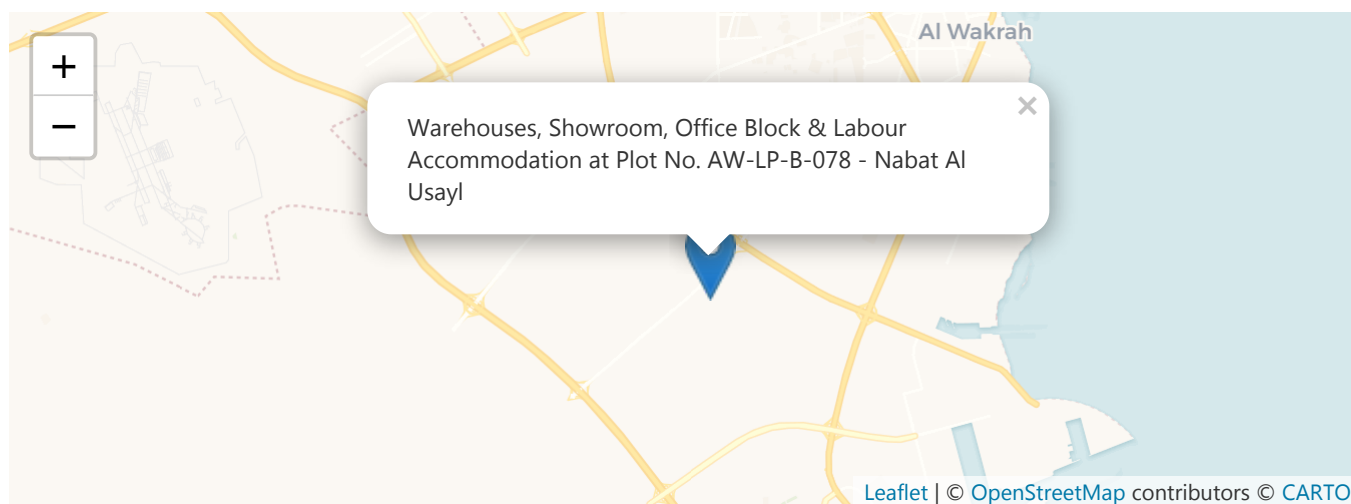 Al Wakrah
+
−
×
Warehouses, Showroom, Office Block & Labour
Accommodation at Plot No. AW-LP-B-078 - Nabat Al
Usayl
Leaflet | © OpenStreetMap contributors © CARTO